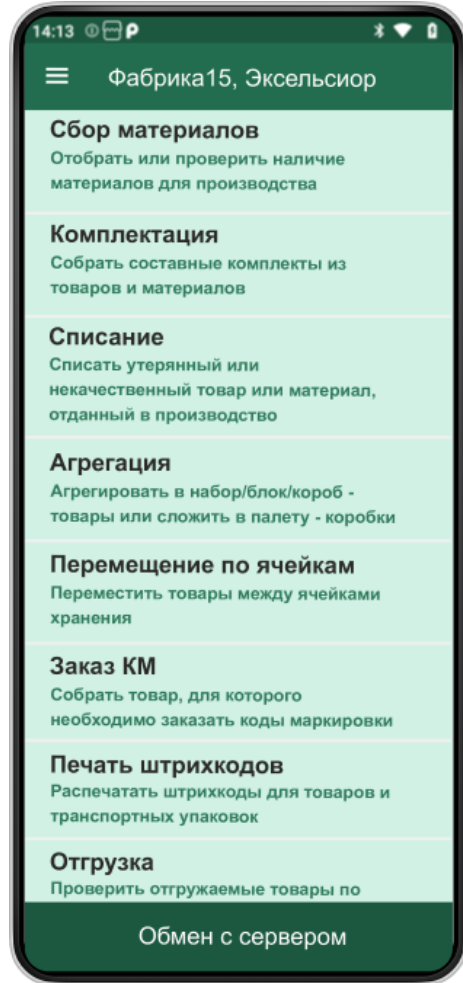 14:13
Фабрика15, Эксельсиор
Сбор материалов
Отобрать или проверить наличие
материалов для производства
Комплектация
Собрать составные комплекты из
товаров и материалов
Списание
Списать утерянный или
некачественный товар или материал,
отданный в производство
Агрегация
Агрегировать в набор/блок/короб -
товары или сложить в палету - коробки
Перемещение по ячейкам
Переместить товары между ячейками
хранения
Заказ КМ
Собрать товар, для которого
необходимо заказать коды маркировки
Печать штрихкодов
Распечатать штрихкоды для товаров и
транспортных упаковок
Отгрузка
Проверить отгружаемые товары по
Обмен с сервером